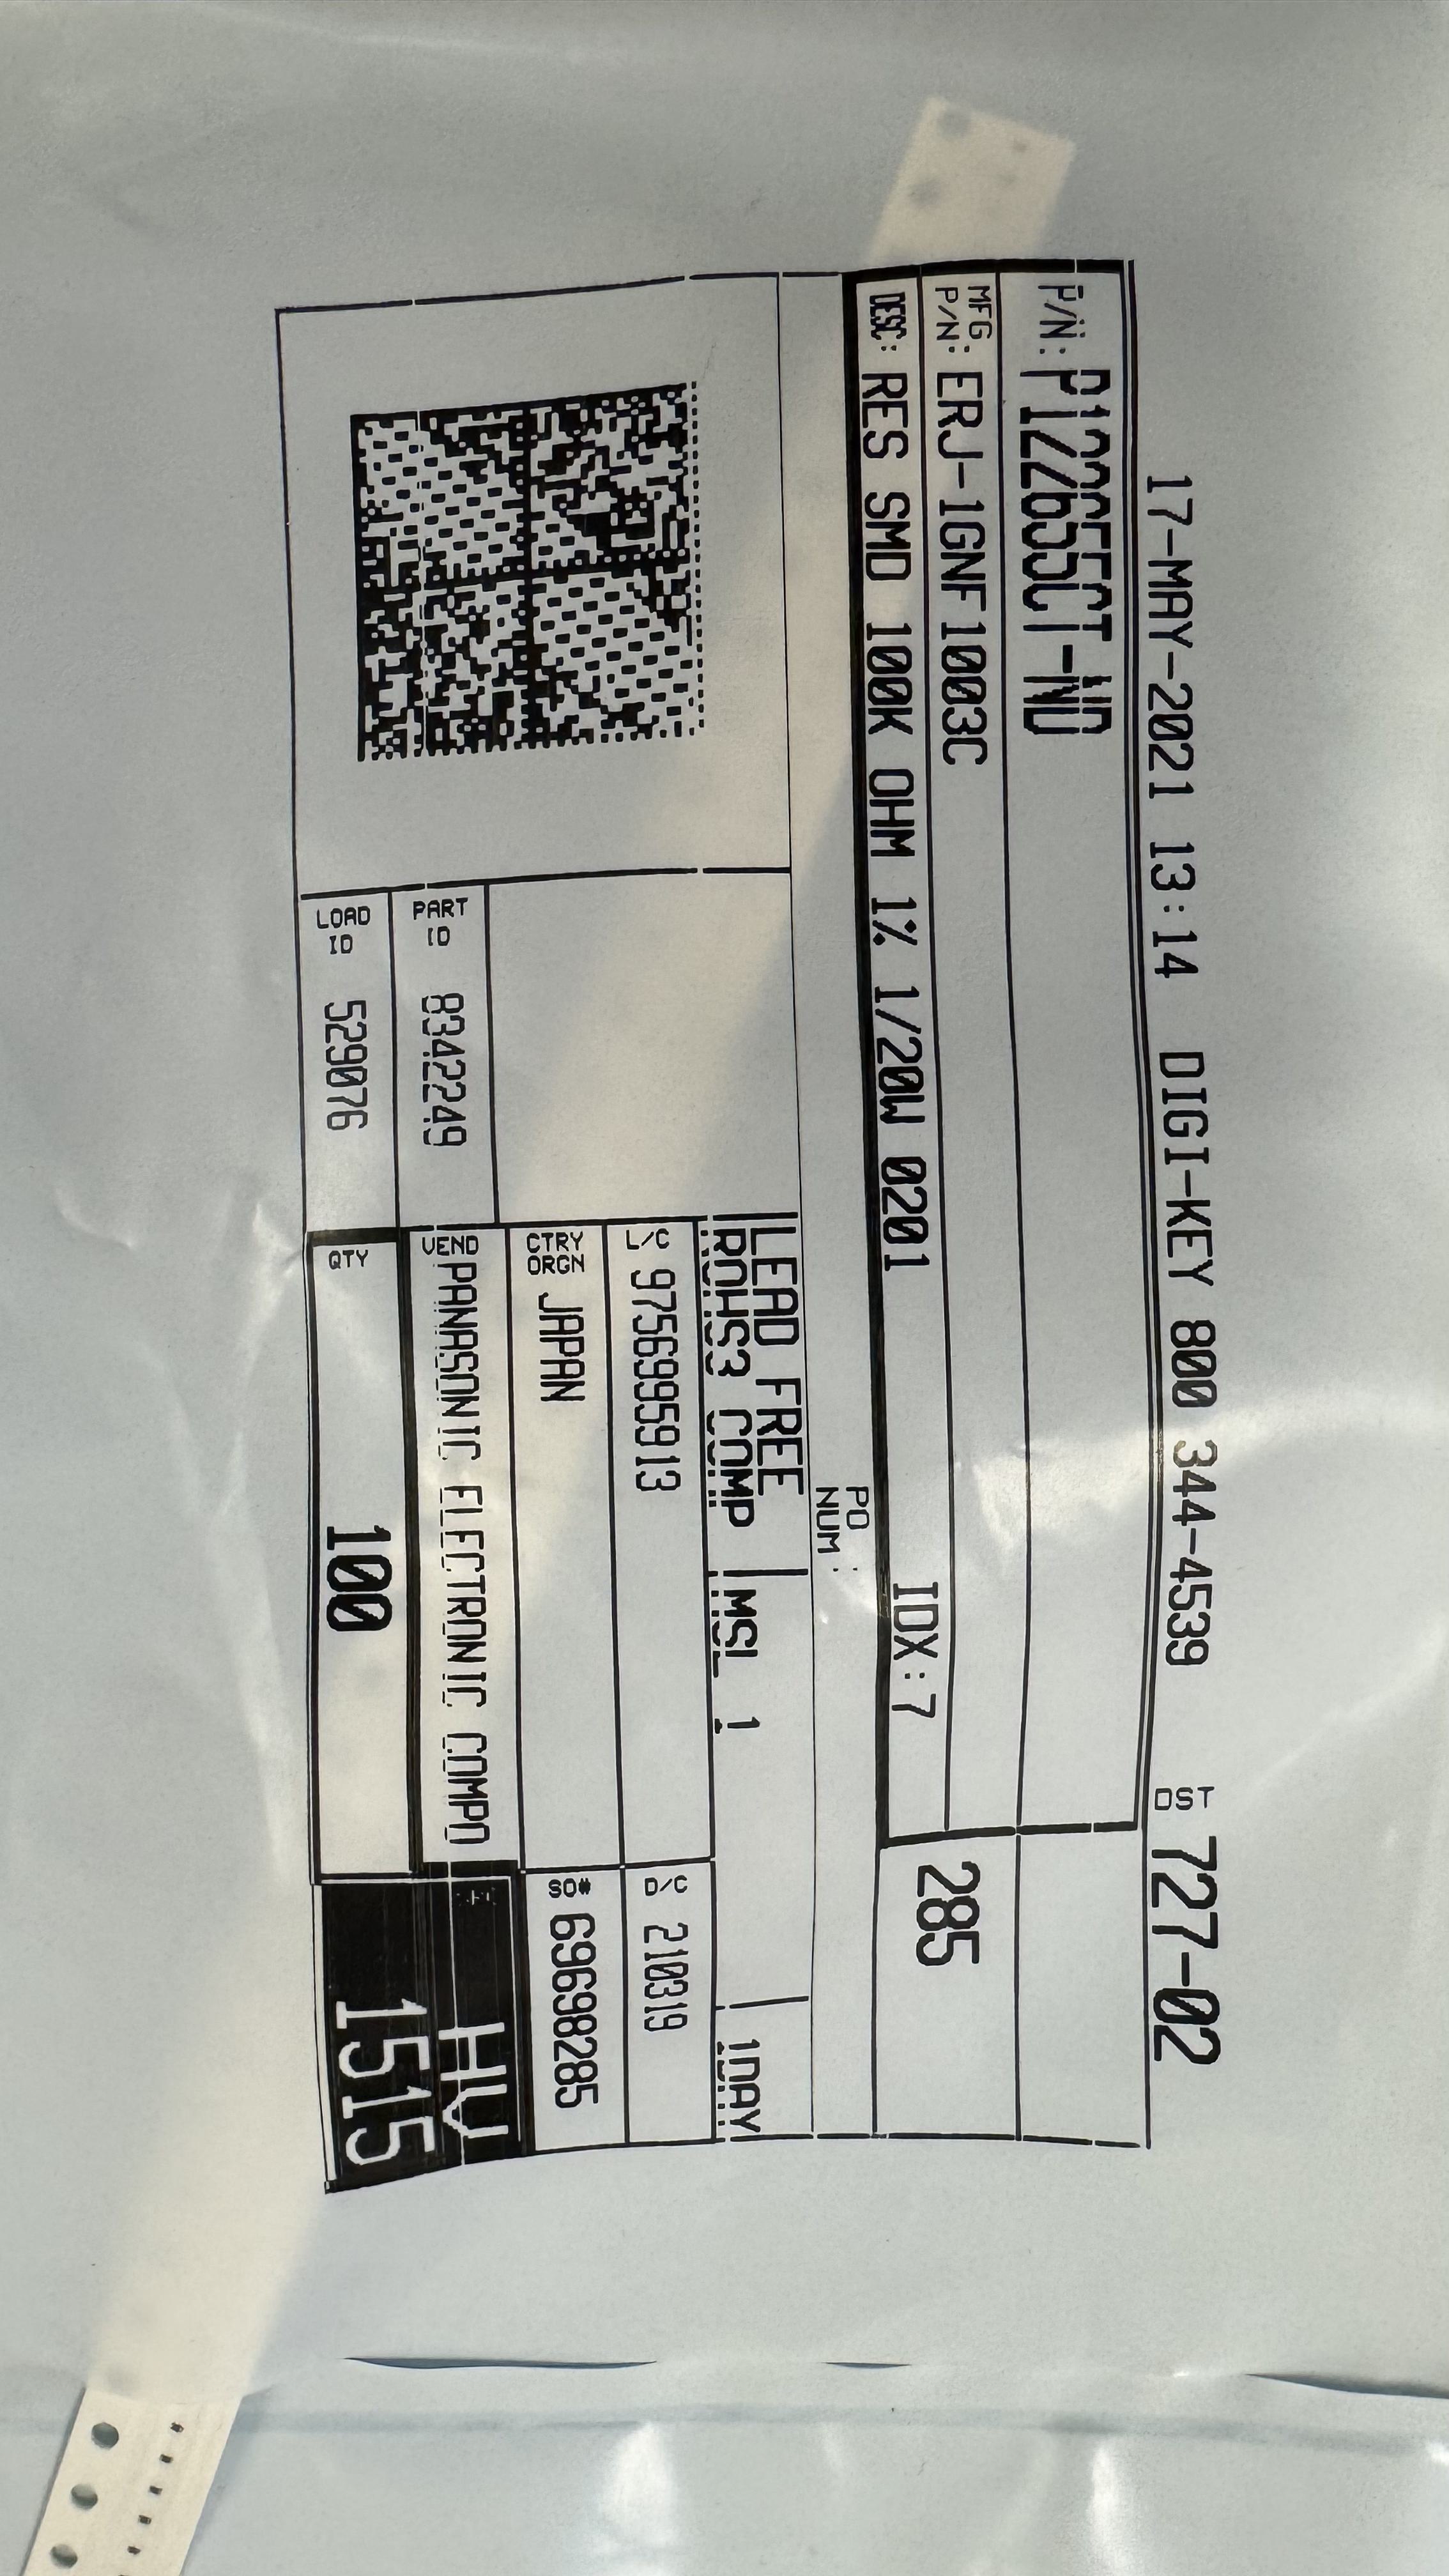 17-MAY-2021 13:14 DIGI-KEY 800 344-4539 DST 727-02
P/N: P122655CT-ND
MFG P/N: ERJ-1GNF1003C
285
DESC: RES SMD 100K OHM 1% 1/20W 0201 IDX:7
PO NUM:
LEAD FREE
ROHS3 COMP MSL 1 1DAY
L/C 9756995913 D/C 210319
CTRY ORGN JAPAN SO# 69698285
PART ID 8342249 VEND PANASONIC ELECTRONIC COMPO
LOAD ID 529076 QTY 100
HV
1515